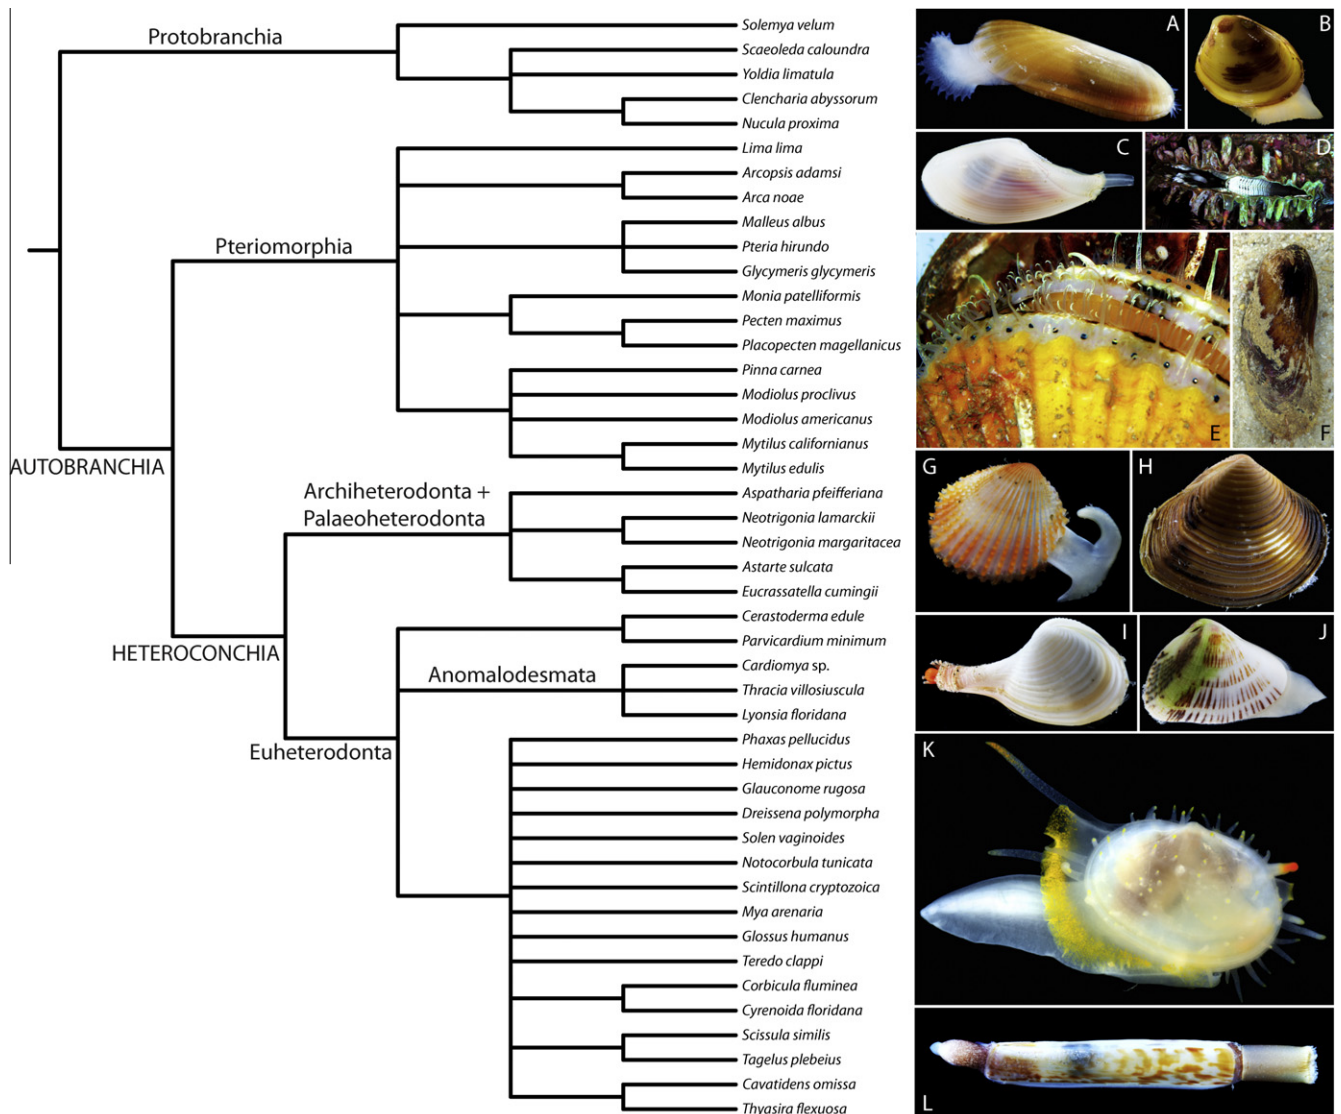 Protobranchia
Pteriomorphia
AUTOBRANCHIA
Archiheterodonta +
Palaeoheterodonta
HETEROCONCHIA
Anomalodesmata
Euheterodonta
Solemya velum
Scaeoleda caloundra
Yoldia limatula
Clencharia abyssorum
Nucula proxima
Lima lima
Arcopsis adamsi
Arca noae
Malleus albus
Pteria hirundo
Glycymeris glycymeris
Monia patelliformis
Pecten maximus
Placopecten magellanicus
Pinna carnea
Modiolus proclivus
Modiolus americanus
Mytilus californianus
Mytilus edulis
Aspatharia pfeifferiana
Neotrigonia lamarckii
Neotrigonia margaritacea
Astarte sulcata
Eucrassatella cumingii
Cerastoderma edule
Parvicardium minimum
Cardiomya sp.
Thracia villosiuscula
Lyonsia floridana
Phaxas pellucidus
Hemidonax pictus
Glauconome rugosa
Dreissena polymorpha
Solen vaginoides
Notocorbula tunicata
Scintillona cryptozoica
Mya arenaria
Glossus humanus
Teredo clappi
Corbicula fluminea
Cyrenoida floridana
Scissula similis
Tagelus plebeius
Cavatidens omissa
Thyasira flexuosa
A
B
C
D
E
F
G
H
I
J
K
L